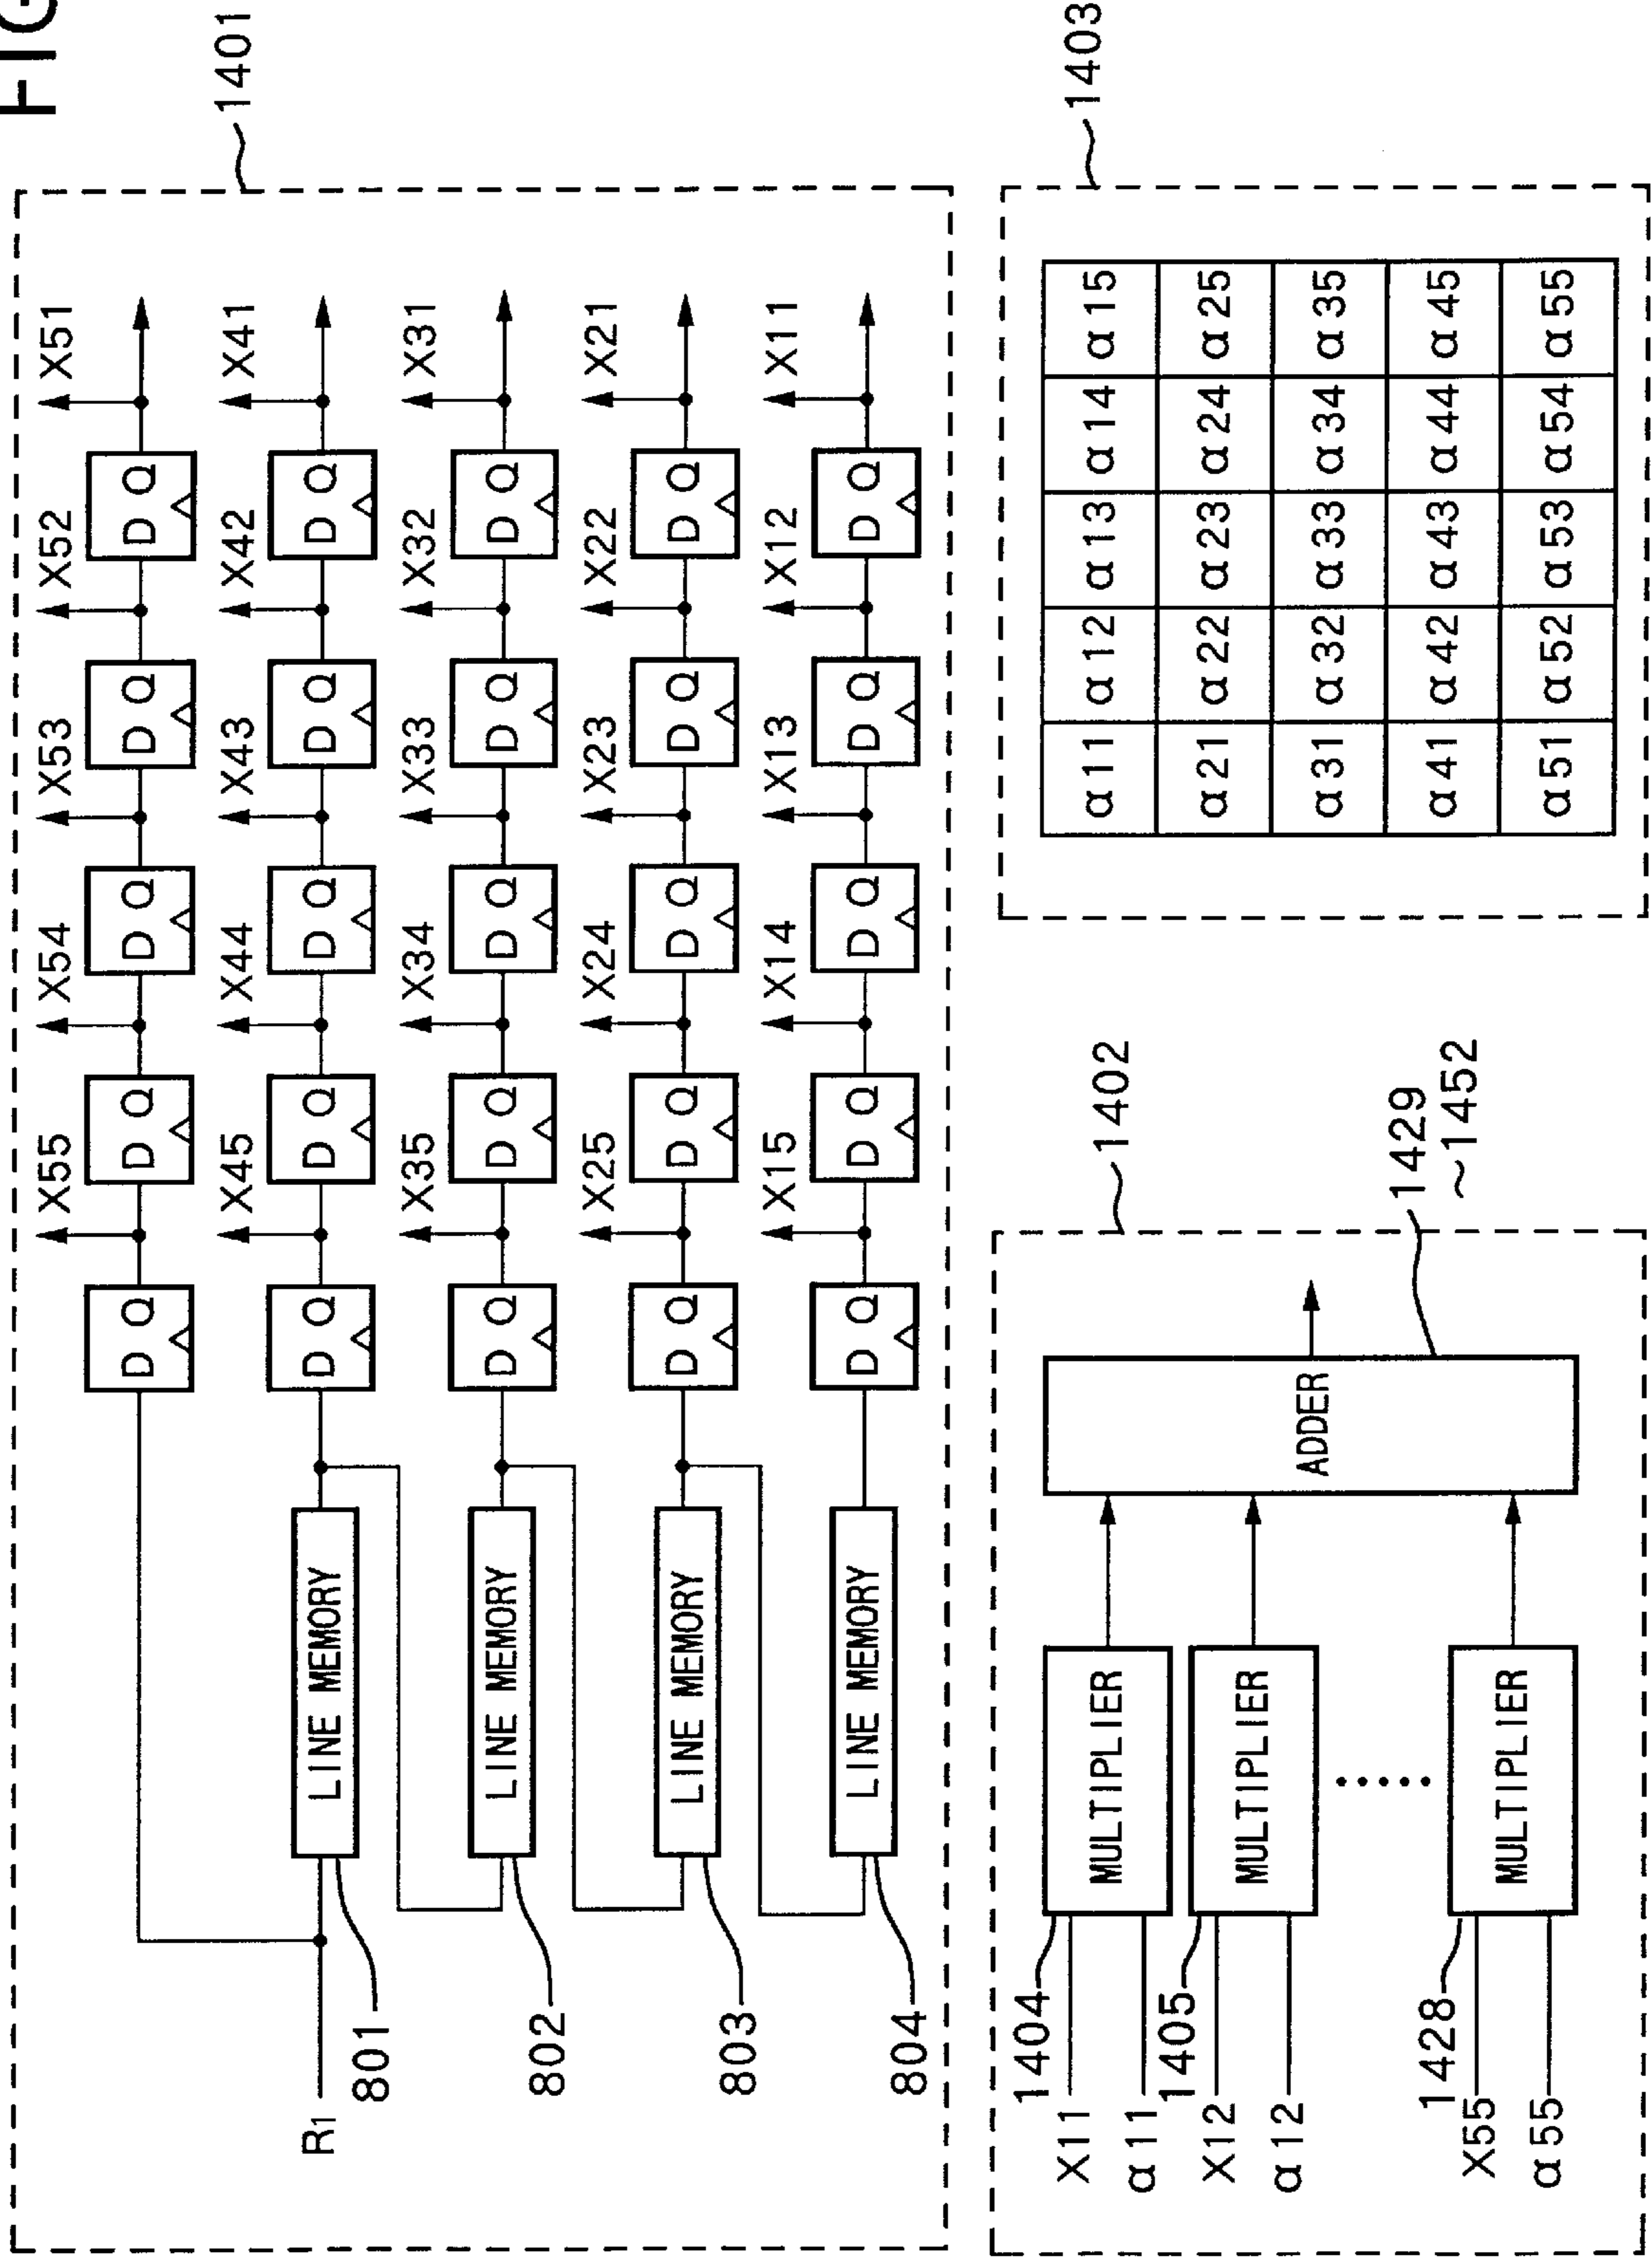 FIG
1401
X55 X54 X53 X52 X51
D Q D Q D Q D Q D Q
X45 X44 X43 X42 X41
R1 LINE MEMORY D Q D Q D Q D Q D Q
801
X35 X34 X33 X32 X31
LINE MEMORY D Q D Q D Q D Q D Q
802
X25 X24 X23 X22 X21
LINE MEMORY D Q D Q D Q D Q D Q
803
X15 X14 X13 X12 X11
LINE MEMORY D Q D Q D Q D Q D Q
804
1402
1404
X11
α11
MULTIPLIER
1405
X12
α12
MULTIPLIER
1428
X55
α55
MULTIPLIER
ADDER
1429
~1452
1403
α11 α12 α13 α14 α15
α21 α22 α23 α24 α25
α31 α32 α33 α34 α35
α41 α42 α43 α44 α45
α51 α52 α53 α54 α55